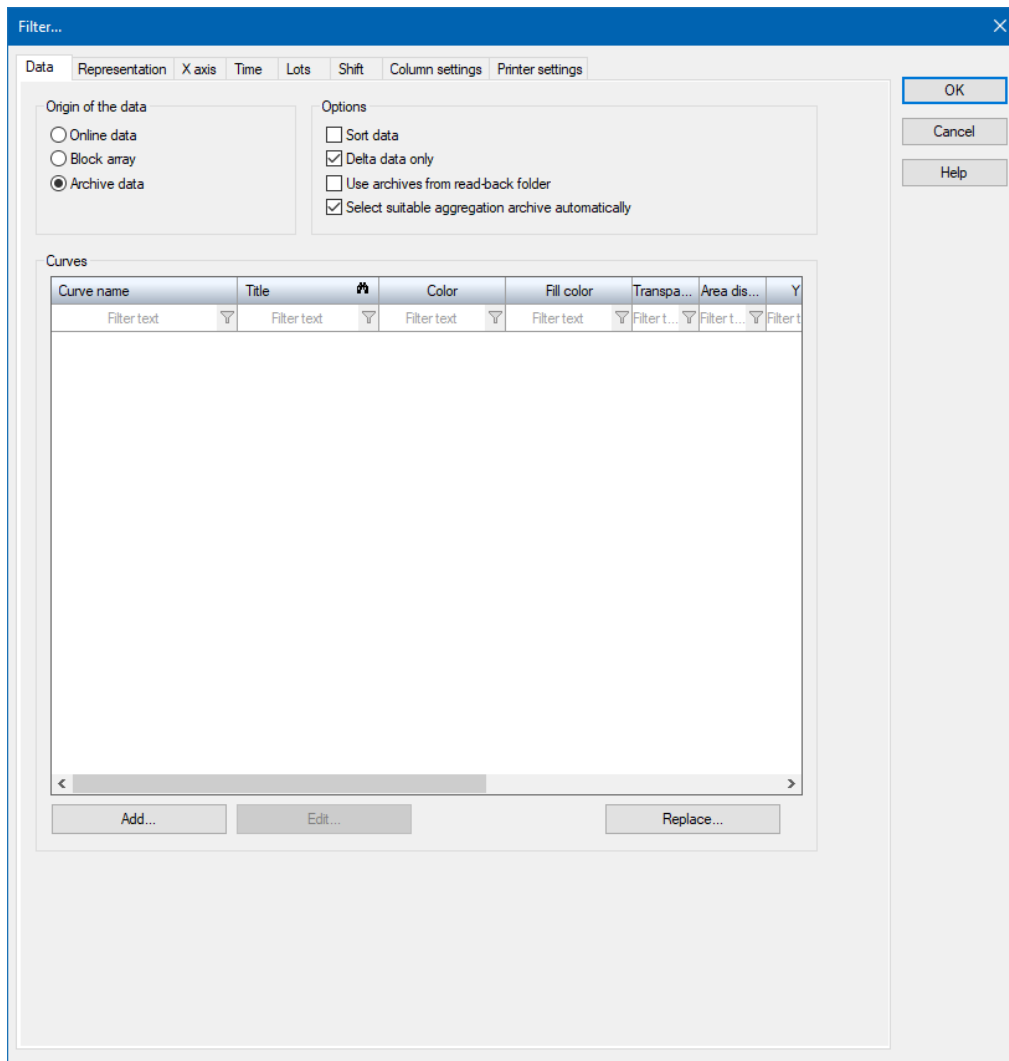 Filter...
Data Representation X axis Time Lots Shift Column settings Printer settings
OK
Cancel
Help
Origin of the data
Online data
Block array
Archive data
Options
Sort data
Delta data only
Use archives from read-back folder
Select suitable aggregation archive automatically
Curves
Curve name Title Color Fill color Transpa... Area dis... Y
Filter text Filter text Filter text Filter text Filter t... Filter t... Filter t
Add... Edit... Replace...